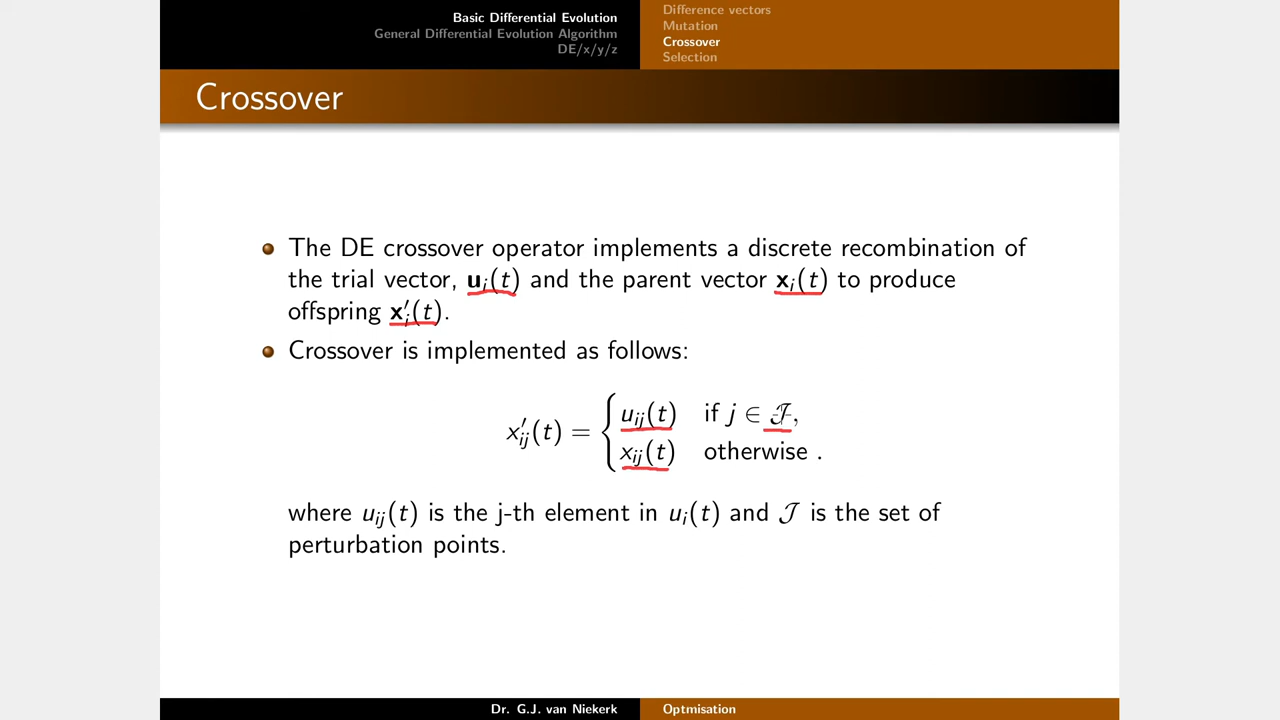 Basic Differential Evolution
General Differential Evolution Algorithm
DE/x/y/z
Difference vectors
Mutation
Crossover
Selection
Crossover
The DE crossover operator implements a discrete recombination of
the trial vector, uᵢ(t) and the parent vector xᵢ(t) to produce
offspring x′ᵢ(t).
Crossover is implemented as follows:
x′ᵢⱼ(t) = { uᵢⱼ(t) if j ∈ 𝒥,
xᵢⱼ(t) otherwise .
where uᵢⱼ(t) is the j-th element in uᵢ(t) and 𝒥 is the set of
perturbation points.
Dr. G.J. van Niekerk
Optmisation